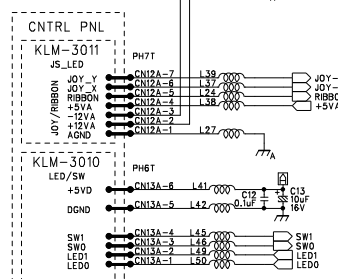 CNTRL PNL
KLM-3011
JS_LED
PH7T
JOY/RIBBON
JOY_Y CN12A-7 L39 JOY-
JOY_X CN12A-6 L37 JOY-
RIBBON CN12A-5 L24 RIBB
+5VA CN12A-4 L38 +5VA
-12VA CN12A-3
+12VA CN12A-2
AGND CN12A-1 L27
A
KLM-3010
LED/SW
PH6T
A
+5VD CN13A-6 L41 C12 0.1uF + C13 10uF 16V
DGND CN13A-5 L42
SW1 CN13A-4 L45 SW1
SW0 CN13A-3 L46 SW0
LED1 CN13A-2 L49 LED1
LED0 CN13A-1 L50 LED0